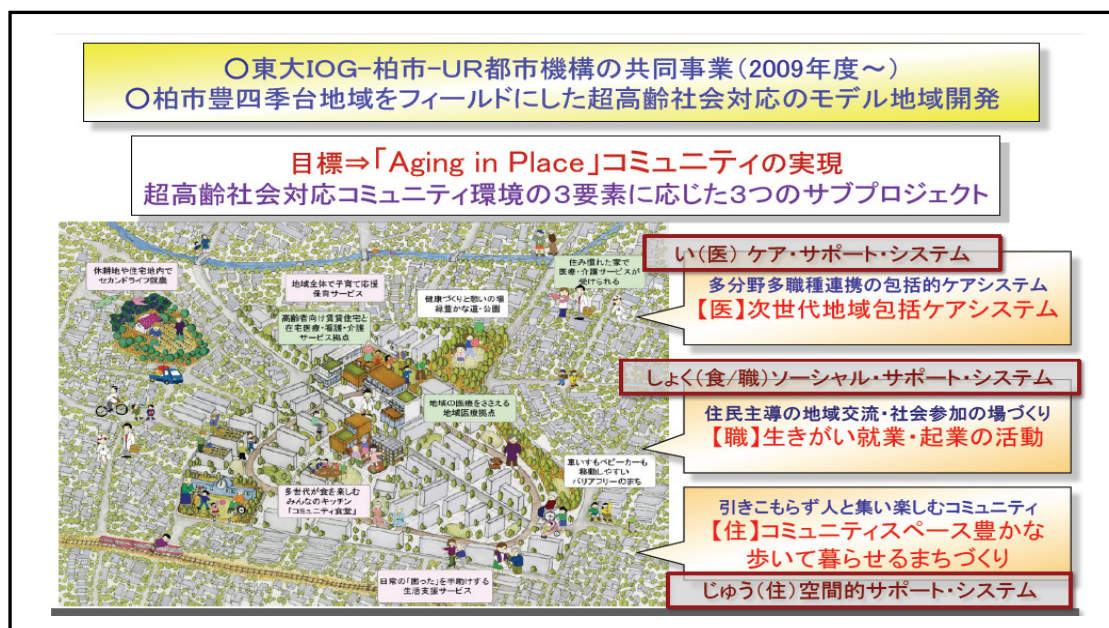 ○東大IOG-柏市-UR都市機構の共同事業(2009年度~)
○柏市豊四季台地域をフィールドにした超高齢社会対応のモデル地域開発
目標⇒「Aging in Place」コミュニティの実現
超高齢社会対応コミュニティ環境の3要素に応じた3つのサブプロジェクト
休耕地や住宅地内で
セカンドライフ就農
地域全体で子育て応援
保育サービス
高齢者向け賃貸住宅と
在宅医療・看護・介護
サービス拠点
健康づくりと憩いの場
緑豊かな道・公園
住み慣れた家で
医療・介護サービスが
受けられる
地域の医療をささえる
地域医療拠点
車いすもベビーカーも
移動しやすい
バリアフリーのまち
多世代が食を楽しむ
みんなのキッチン
「コミュニティ食堂」
日常の「困った」を手助けする
生活支援サービス
い(医) ケア・サポート・システム
多分野多職種連携の包括的ケアシステム
【医】次世代地域包括ケアシステム
しょく(食/職)ソーシャル・サポート・システム
住民主導の地域交流・社会参加の場づくり
【職】生きがい就業・起業の活動
引きこもらず人と集い楽しむコミュニティ
【住】コミュニティスペース豊かな
歩いて暮らせるまちづくり
じゅう(住)空間的サポート・システム